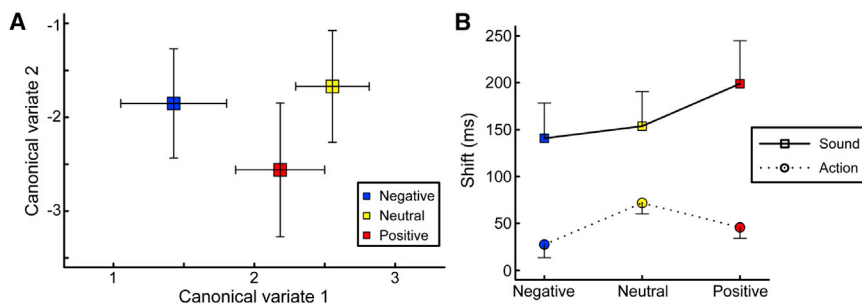 A
-1
-2
-3
Canonical variate 2
1 2 3
Canonical variate 1
Negative
Neutral
Positive
B
250
200
150
100
50
0
Shift (ms)
Negative Neutral Positive
Sound
Action